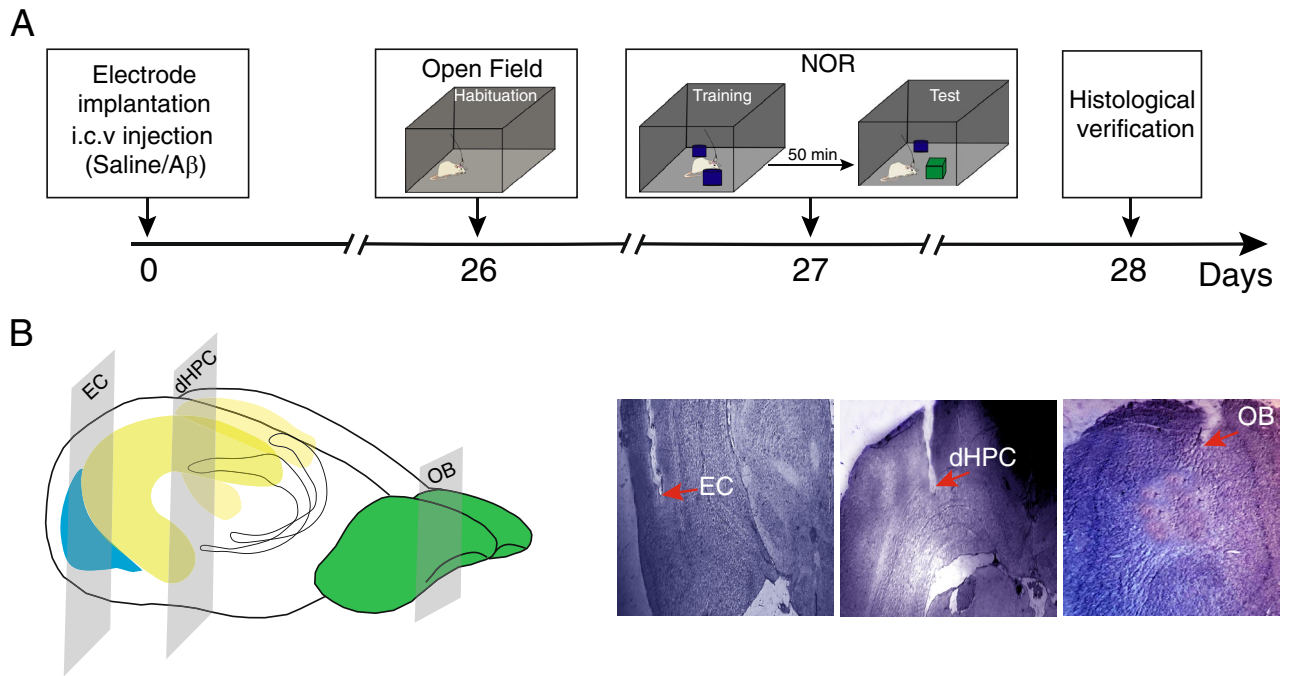 A
Electrode
implantation
i.c.v injection
(Saline/Aβ)
Open Field
Habituation
NOR
Training
50 min
Test
Histological
verification
0
26
27
28
Days
B
EC
dHPC
OB
EC
dHPC
OB